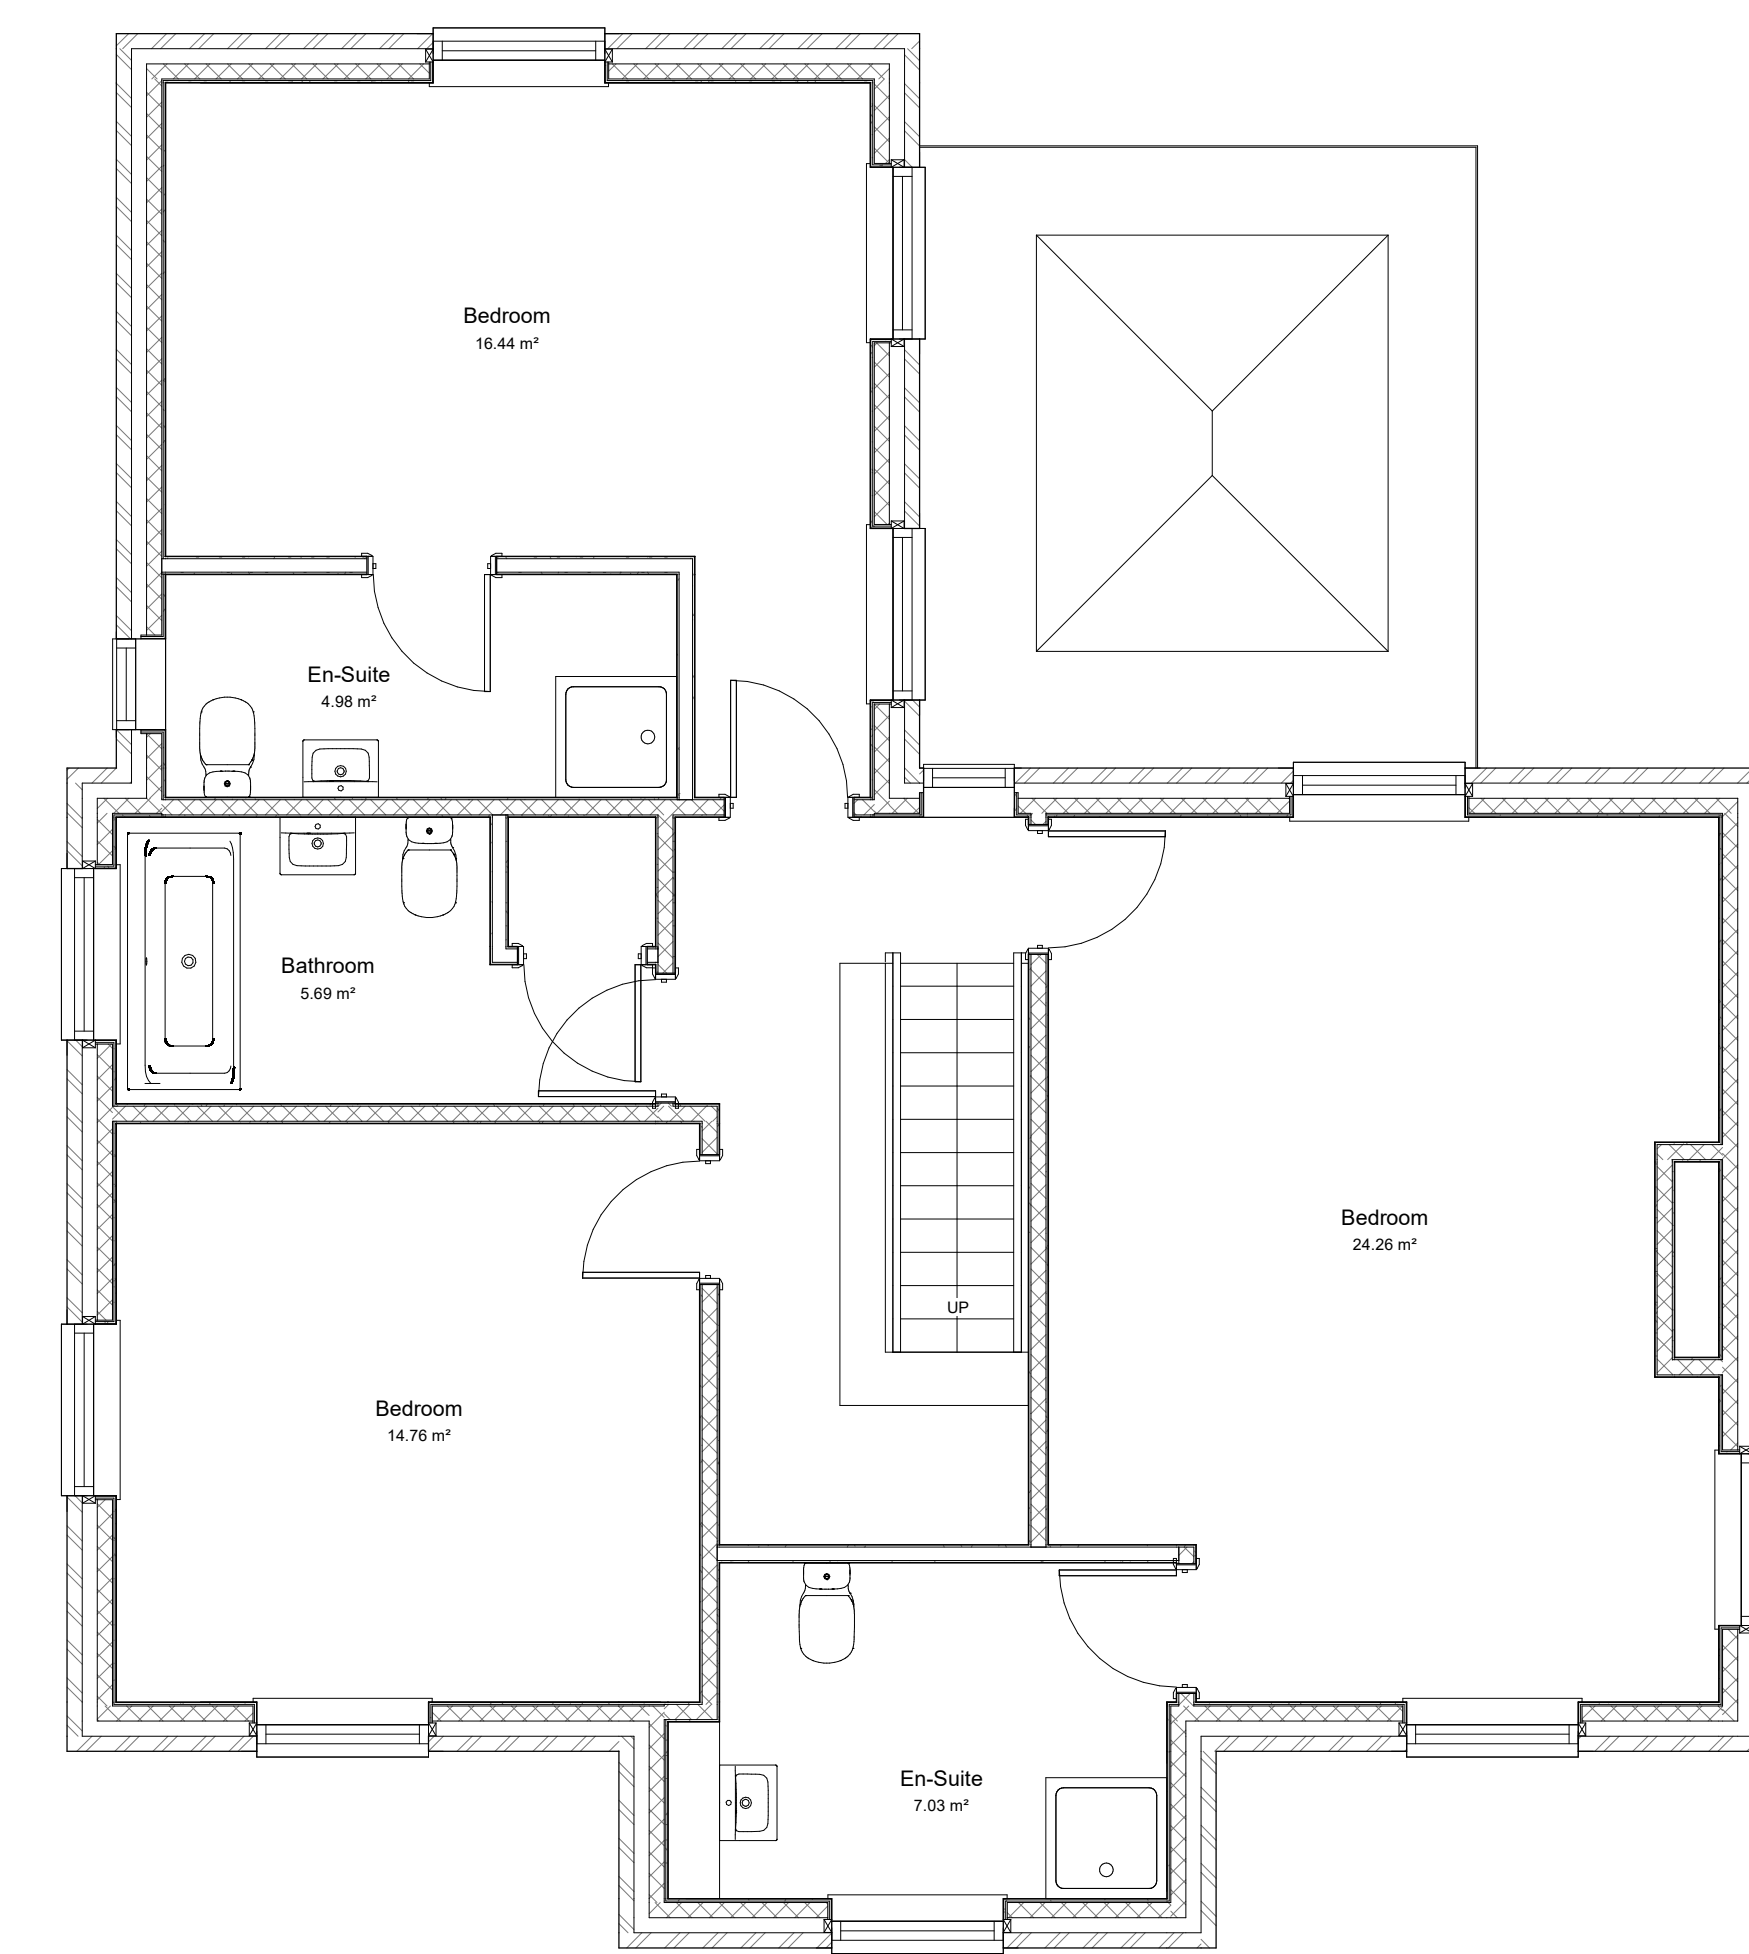 Bedroom
16.44 m²
En-Suite
4.98 m²
Bathroom
5.69 m²
Bedroom
24.26 m²
UP
Bedroom
14.76 m²
En-Suite
7.03 m²